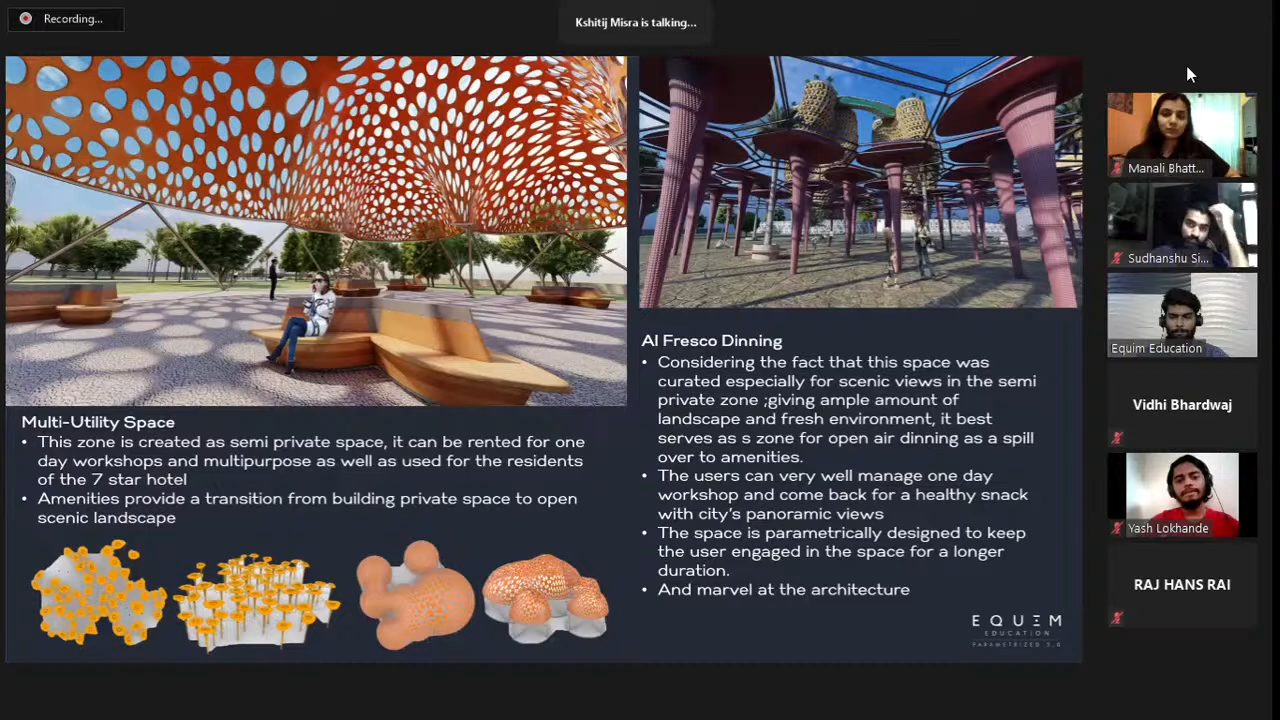 Recording...
Kshitij Misra is talking...
Multi-Utility Space
• This zone is created as semi private space, it can be rented for one
day workshops and multipurpose as well as used for the residents
of the 7 star hotel
• Amenities provide a transition from building private space to open
scenic landscape
Al Fresco Dinning
• Considering the fact that this space was
curated especially for scenic views in the semi
private zone ;giving ample amount of
landscape and fresh environment, it best
serves as s zone for open air dinning as a spill
over to amenities.
• The users can very well manage one day
workshop and come back for a healthy snack
with city's panoramic views
• The space is parametrically designed to keep
the user engaged in the space for a longer
duration.
• And marvel at the architecture
EQUEM
EDUCATION
PARAMETRIZED 3.0
Manali Bhatt...
Sudhanshu Si...
Equim Education
Vidhi Bhardwaj
Yash Lokhande
RAJ HANS RAI